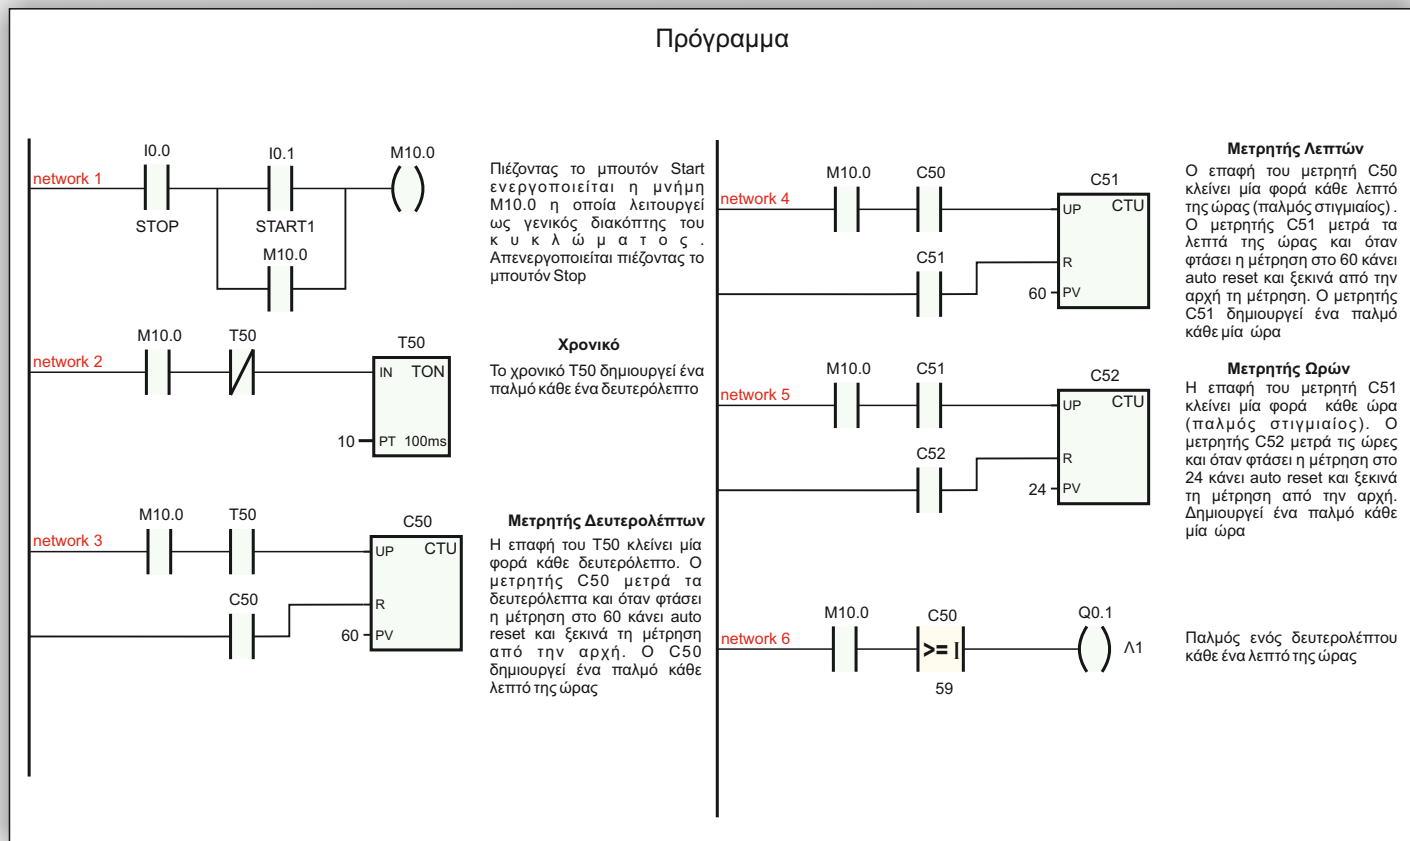 Πρόγραμμα
network 1
I0.0
STOP
I0.1
START1
M10.0
M10.0
Πιέζοντας το μπουτόν Start
ενεργοποιείται η μνήμη
M10.0 η οποία λειτουργεί
ως γενικός διακόπτης του
κυκλώματος.
Απενεργοποιείται πιέζοντας το
μπουτόν Stop
network 2
M10.0
T50
T50
IN TON
10 PT 100ms
Χρονικό
Το χρονικό T50 δημιουργεί ένα
παλμό κάθε ένα δευτερόλεπτο
network 3
M10.0
T50
C50
C50
UP CTU
R
60 PV
Μετρητής Δευτερολέπτων
Η επαφή του T50 κλείνει μία
φορά κάθε δευτερόλεπτο. Ο
μετρητής C50 μετρά τα
δευτερόλεπτα και όταν φτάσει
η μέτρηση στο 60 κάνει auto
reset και ξεκινά τη μέτρηση
από την αρχή. Ο C50
δημιουργεί ένα παλμό κάθε
λεπτό της ώρας
network 4
M10.0
C50
C51
C51
UP CTU
R
60 PV
Μετρητής Λεπτών
Ο επαφή του μετρητή C50
κλείνει μία φορά κάθε λεπτό
της ώρας (παλμός στιγμιαίος) .
Ο μετρητής C51 μετρά τα
λεπτά της ώρας και όταν
φτάσει η μέτρηση στο 60 κάνει
auto reset και ξεκινά από την
αρχή τη μέτρηση. Ο μετρητής
C51 δημιουργεί ένα παλμό
κάθε μία ώρα
network 5
M10.0
C51
C52
C52
UP CTU
R
24 PV
Μετρητής Ωρών
Η επαφή του μετρητή C51
κλείνει μία φορά κάθε ώρα
(παλμός στιγμιαίος). Ο
μετρητής C52 μετρά τις ώρες
και όταν φτάσει η μέτρηση στο
24 κάνει auto reset και ξεκινά
τη μέτρηση από την αρχή.
Δημιουργεί ένα παλμό κάθε
μία ώρα
network 6
M10.0
C50
>= I
59
Q0.1
Λ1
Παλμός ενός δευτερολέπτου
κάθε ένα λεπτό της ώρας